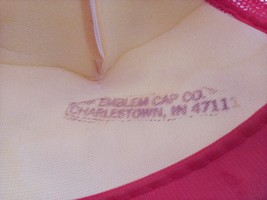 EMBLEM CAP CO.
CHARLESTOWN, IN 47111